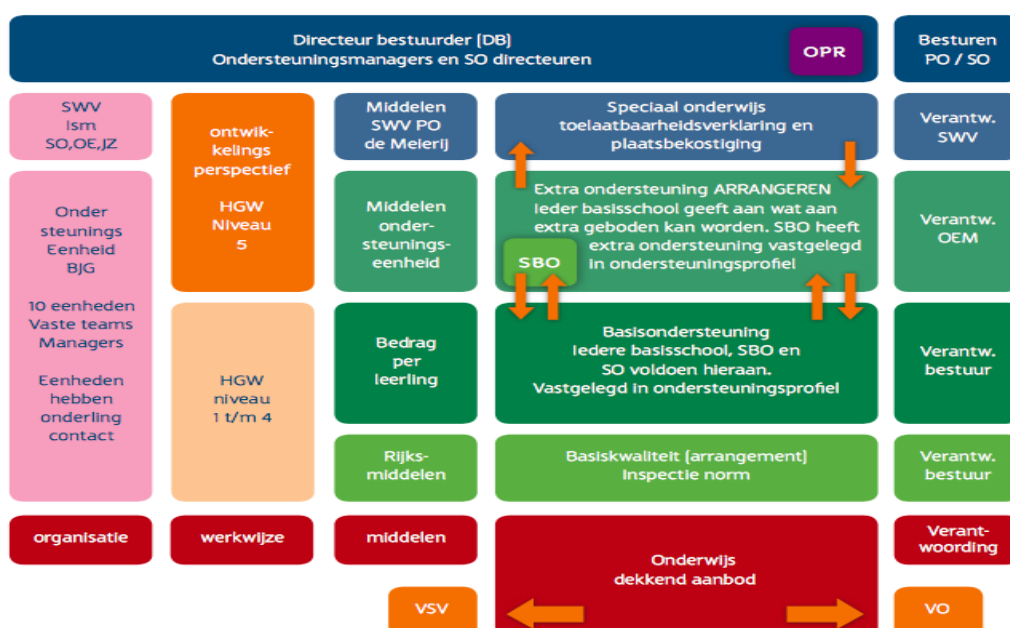 Directeur bestuurder (DB)
Ondersteuningsmanagers en SO directeuren
OPR
Besturen
PO / SO
SWV
Ism
SO,OE,JZ
ontwik-
kelings
perspectief
HGW
Niveau
5
Middelen
SWV PO
de Meierij
Speciaal onderwijs
toelaatbaarheidsverklaring en
plaatsbekostiging
Verantw.
SWV
Onder
steunings
Eenheid
BJG
10 eenheden
Vaste teams
Managers
Eenheden
hebben
onderling
contact
Middelen
onder-
steunings-
eenheid
Extra ondersteuning ARRANGEREN
Ieder basisschool geeft aan wat aan
extra geboden kan worden. SBO heeft
extra ondersteuning vastgelegd
in ondersteuningsprofiel
SBO
Verantw.
OEM
HGW
niveau
1 t/m 4
Bedrag
per
leerling
Basisondersteuning
Iedere basisschool, SBO en
SO voldoen hieraan.
Vastgelegd in ondersteuningsprofiel
Verantw.
bestuur
Rijks-
middelen
Basiskwaliteit (arrangement)
Inspectie norm
Verantw.
bestuur
organisatie
werkwijze
middelen
Onderwijs
dekkend aanbod
Verant-
woording
VSV
VO